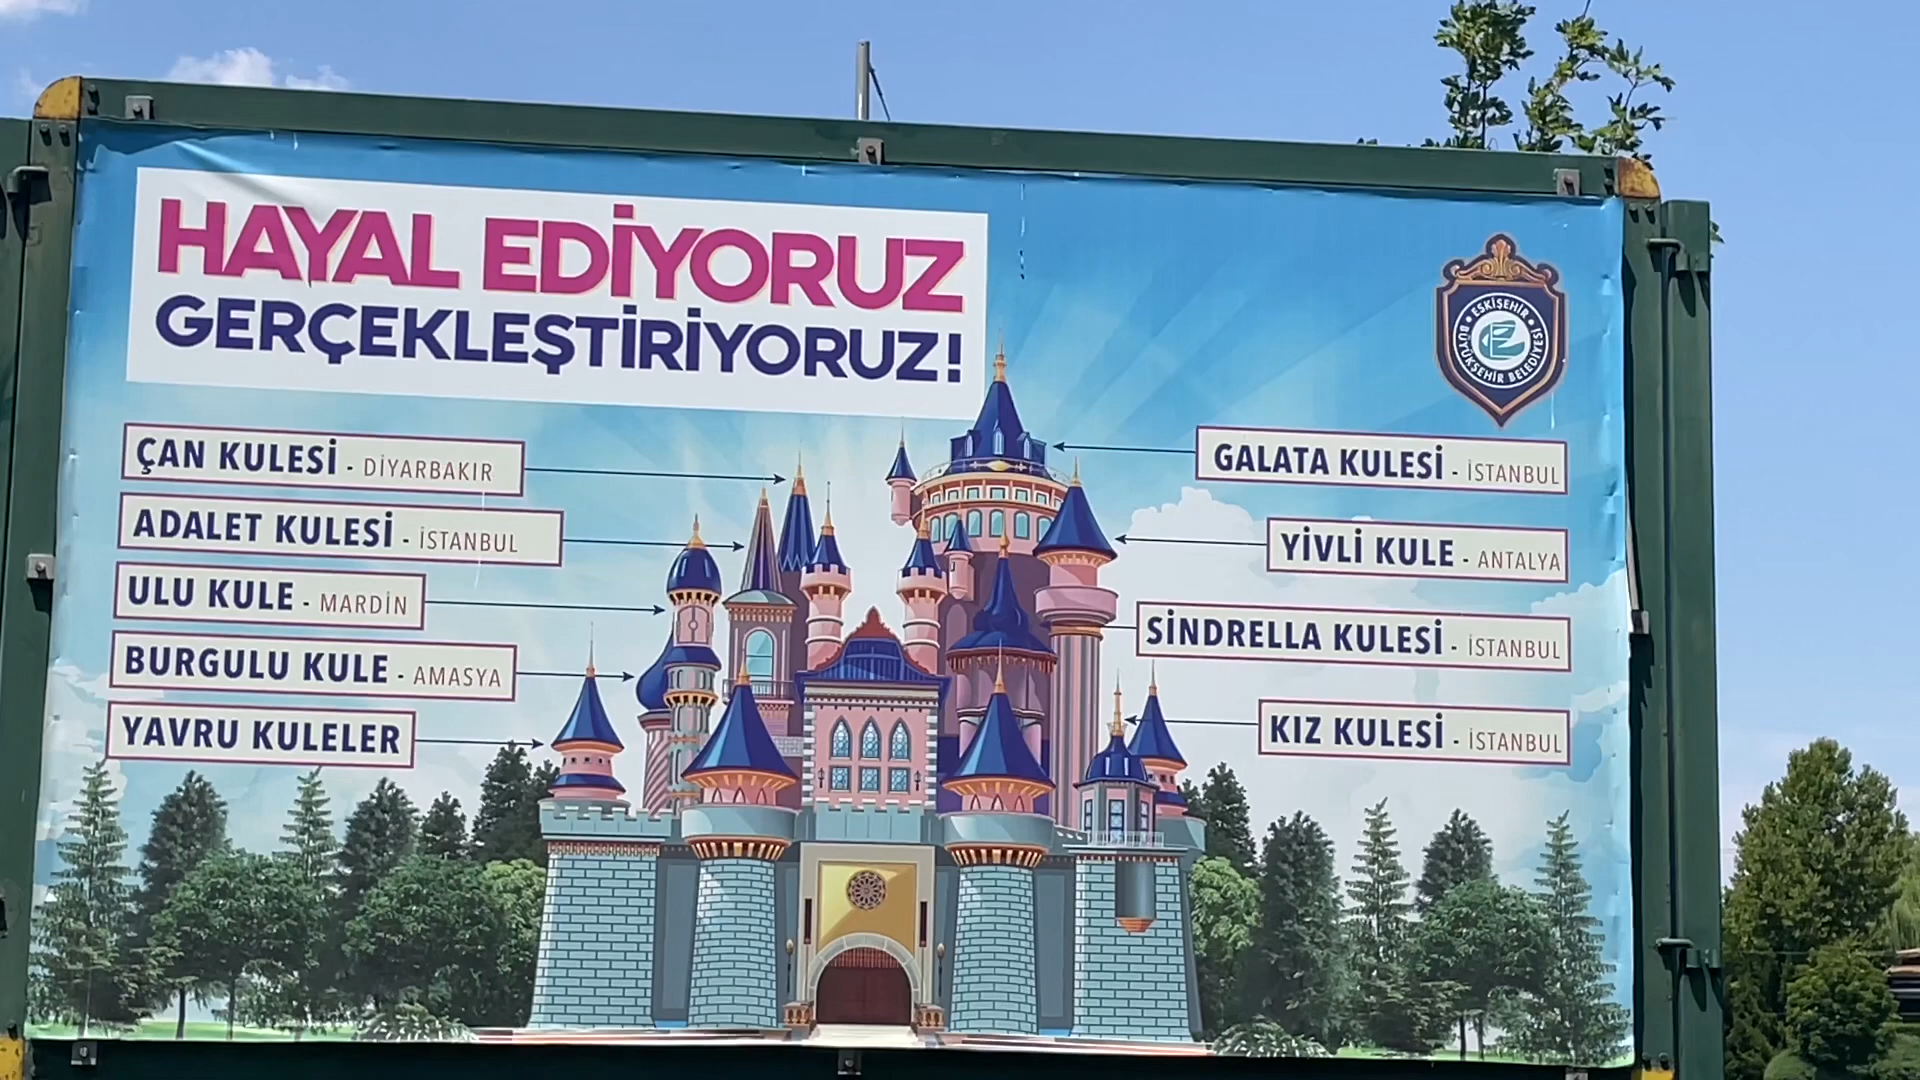 HAYAL EDİYORUZ
GERÇEKLEŞTİRİYORUZ!
ESKİŞEHİR
BÜYÜKŞEHİR BELEDİYESİ
ÇAN KULESİ - DİYARBAKIR
ADALET KULESİ - İSTANBUL
ULU KULE - MARDİN
BURGULU KULE - AMASYA
YAVRU KULELER
GALATA KULESİ - İSTANBUL
YİVLİ KULE - ANTALYA
SİNDRELLA KULESİ - İSTANBUL
KIZ KULESİ - İSTANBUL